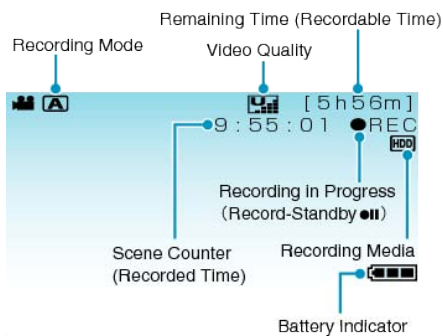 Remaining Time (Recordable Time)
Recording Mode
Video Quality
A [5h56m]
9:55:01 ●REC
HDD
Recording in Progress
(Record-Standby ●II)
Scene Counter
(Recorded Time)
Recording Media
Battery Indicator